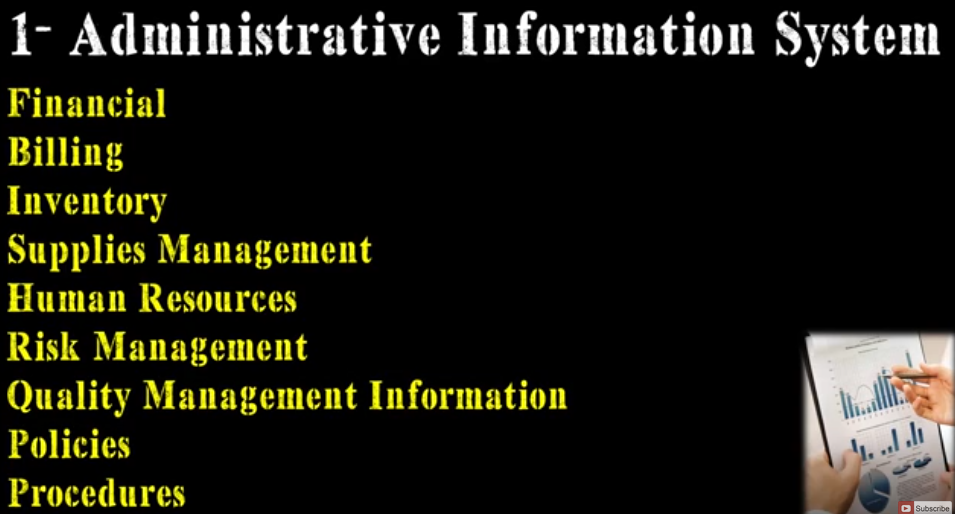 1- Administrative Information System
Financial
Billing
Inventory
Supplies Management
Human Resources
Risk Management
Quality Management Information
Policies
Procedures
Subscribe